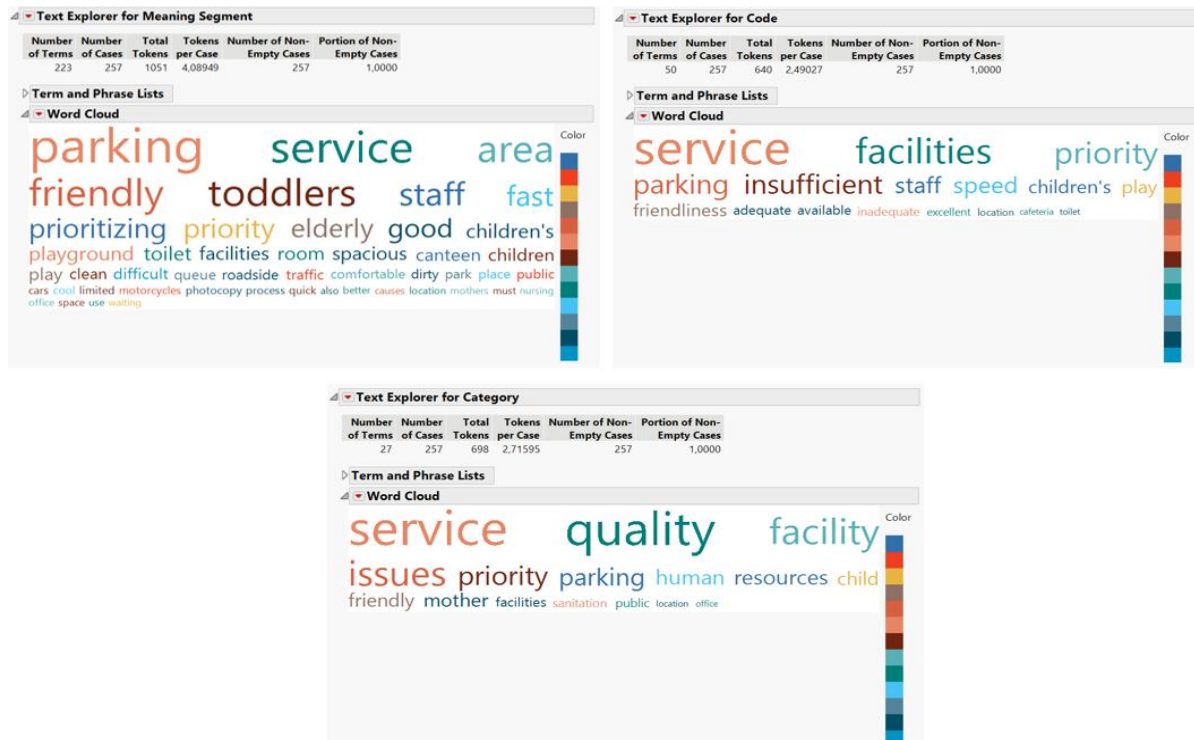 Text Explorer for Meaning Segment
Number of Terms Number of Cases Total Tokens Tokens per Case Number of Non-Empty Cases Portion of Non-Empty Cases
223 257 1051 4,08949 257 1,0000
Term and Phrase Lists
Word Cloud
Color
parking service area
friendly toddlers staff fast
prioritizing priority elderly good children's
playground toilet facilities room spacious canteen children
play clean difficult queue roadside traffic comfortable dirty park place public
cars cool limited motorcycles photocopy process quick also better causes location mothers must nursing
office space use waiting
Text Explorer for Code
Number of Terms Number of Cases Total Tokens Tokens per Case Number of Non-Empty Cases Portion of Non-Empty Cases
50 257 640 2,49027 257 1,0000
Term and Phrase Lists
Word Cloud
Color
service facilities priority
parking insufficient staff speed children's play
friendliness adequate available inadequate excellent location cafeteria toilet
Text Explorer for Category
Number of Terms Number of Cases Total Tokens Tokens per Case Number of Non-Empty Cases Portion of Non-Empty Cases
27 257 698 2,71595 257 1,0000
Term and Phrase Lists
Word Cloud
Color
service quality facility
issues priority parking human resources child
friendly mother facilities sanitation public location office